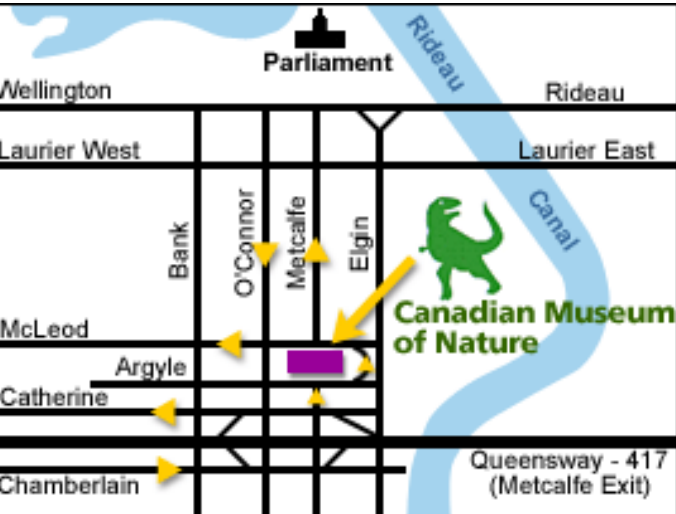 Parliament
Rideau
Wellington
Rideau
Laurier West
Laurier East
Canal
Bank
O'Connor
Metcalfe
Elgin
Canadian Museum
of Nature
McLeod
Argyle
Catherine
Queensway - 417
(Metcalfe Exit)
Chamberlain